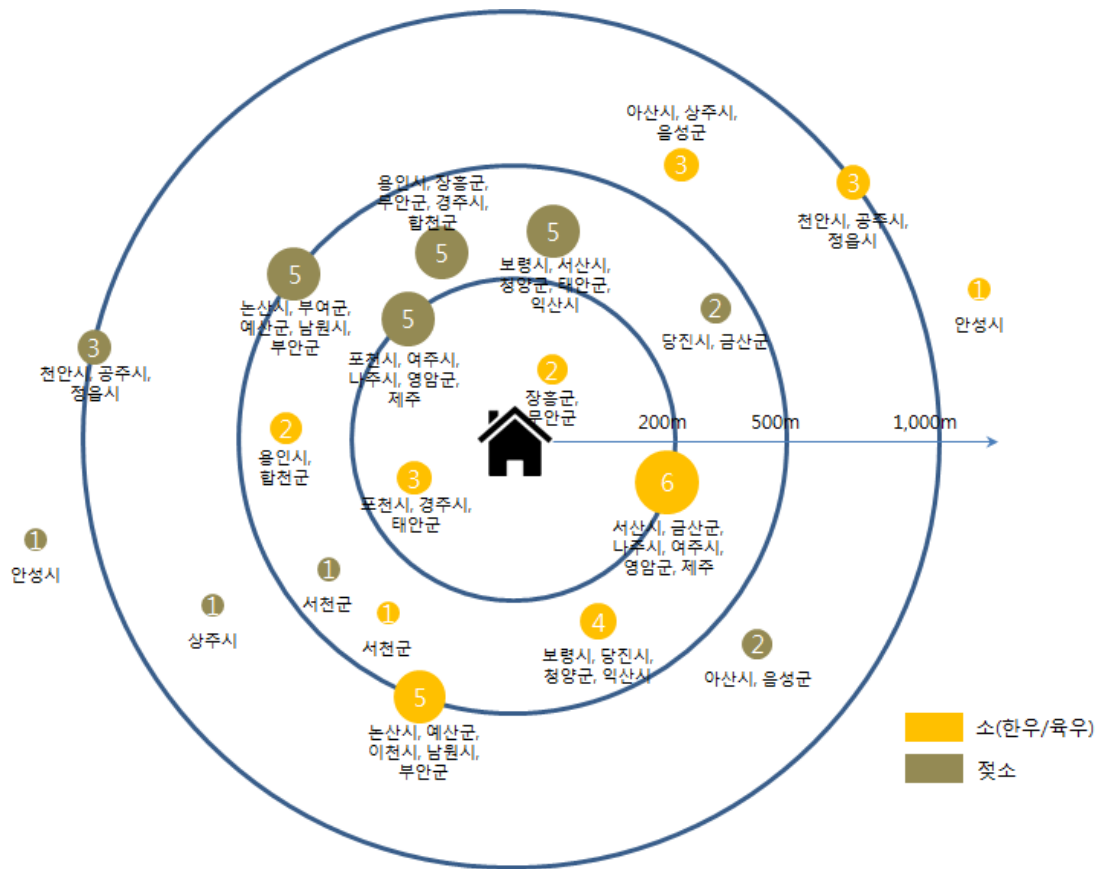 아산시, 상주시,
음성군
3
3
천안시, 공주시,
정읍시
용인시, 장흥군,
무안군, 경주시,
합천군
5
5
보령시, 서산시,
청양군, 태안군,
익산시
5
논산시, 부여군,
예산군, 남원시,
부안군
1
안성시
2
당진시, 금산군
5
포천시, 여주시,
나주시, 영암군,
제주
3
천안시, 공주시,
정읍시
2
장흥군,
무안군
200m
500m
1,000m
2
용인시,
합천군
3
포천시, 경주시,
태안군
6
서산시, 금산군,
나주시, 여주시,
영암군, 제주
1
안성시
1
서천군
1
상주시
1
서천군
4
보령시, 당진시,
청양군, 익산시
2
아산시, 음성군
5
논산시, 예산군,
이천시, 남원시,
부안군
소(한우/육우)
젖소